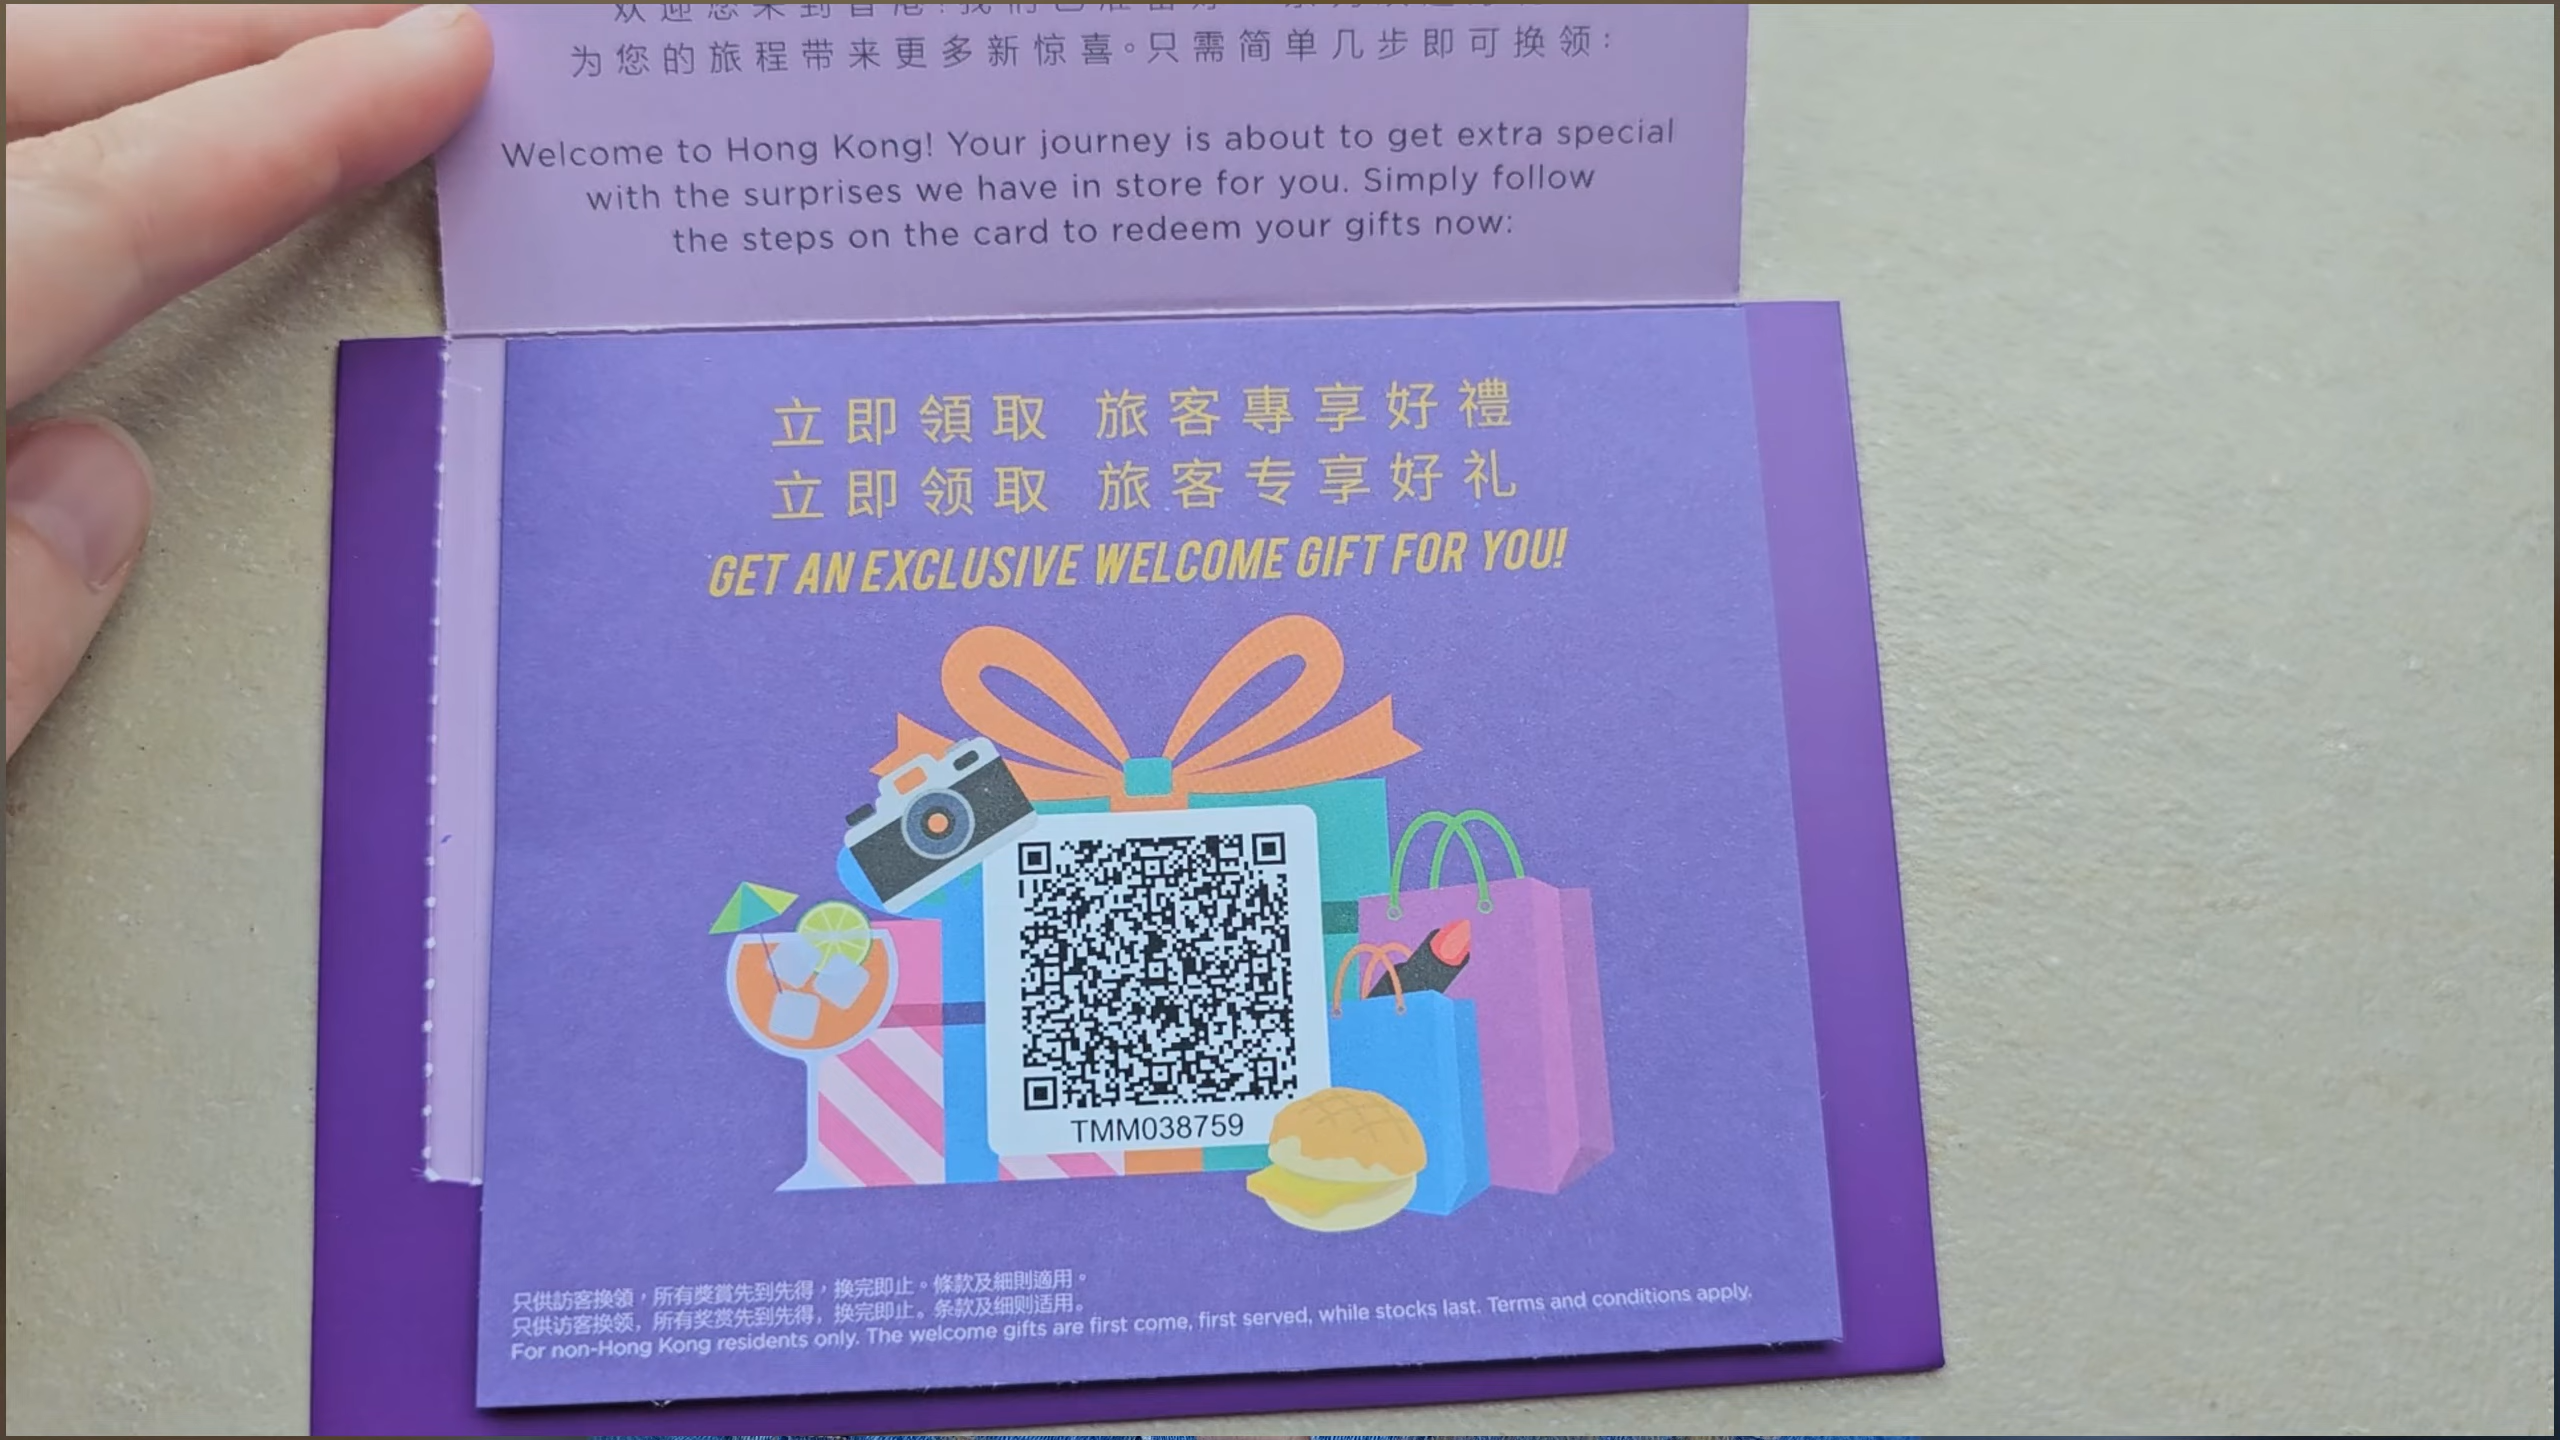 为您的旅程带来更多新惊喜。只需简单几步即可换领：
Welcome to Hong Kong! Your journey is about to get extra special
with the surprises we have in store for you. Simply follow
the steps on the card to redeem your gifts now:
立即領取 旅客專享好禮
立即领取 旅客专享好礼
GET AN EXCLUSIVE WELCOME GIFT FOR YOU!
TMM038759
只供訪客換領，所有獎賞先到先得，換完即止。條款及細則適用。
只供访客换领，所有奖赏先到先得，换完即止。条款及细则适用。
For non-Hong Kong residents only. The welcome gifts are first come, first served, while stocks last. Terms and conditions apply.